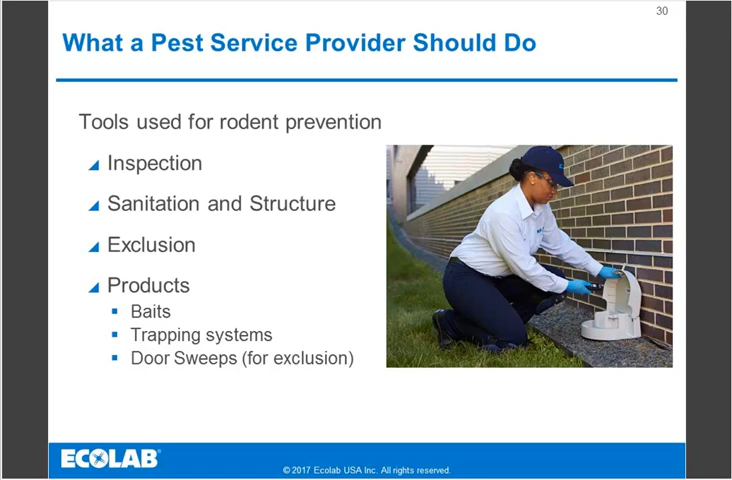 30
What a Pest Service Provider Should Do
Tools used for rodent prevention
Inspection
Sanitation and Structure
Exclusion
Products
Baits
Trapping systems
Door Sweeps (for exclusion)
ECOLAB®
© 2017 Ecolab USA Inc. All rights reserved.